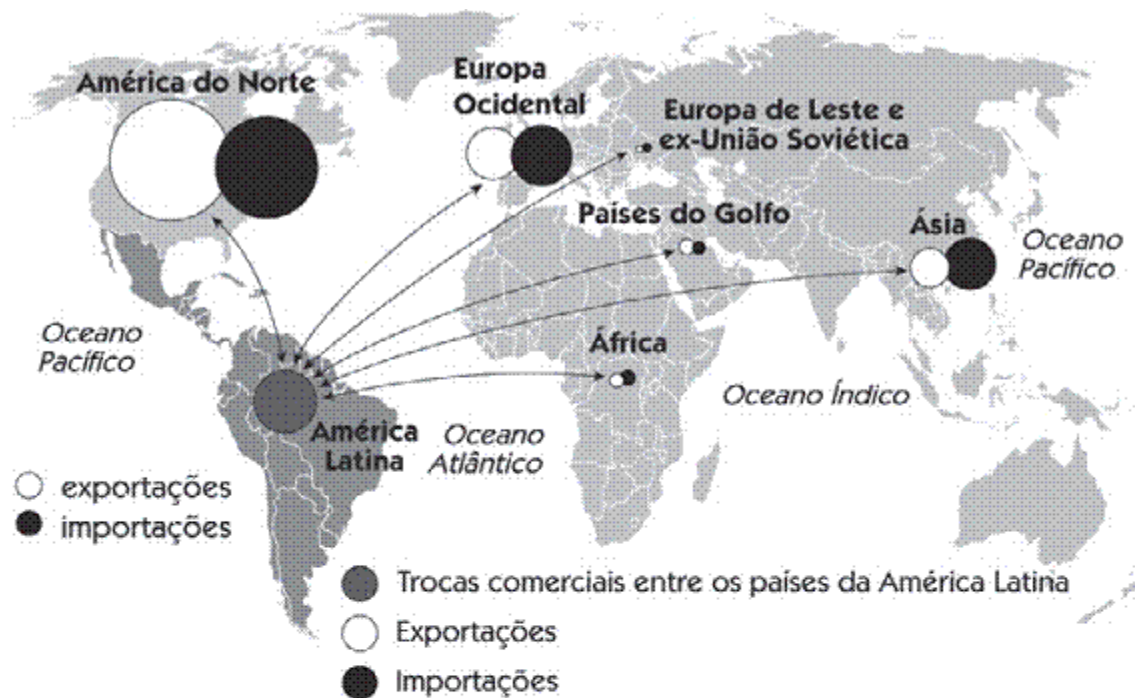 América do Norte
Europa
Ocidental
Europa de Leste e
ex-União Soviética
Países do Golfo
Ásia
Oceano
Pacífico
Oceano
Pacífico
África
Oceano Índico
América
Latina
Oceano
Atlântico
exportações
importações
Trocas comerciais entre os países da América Latina
Exportações
Importações